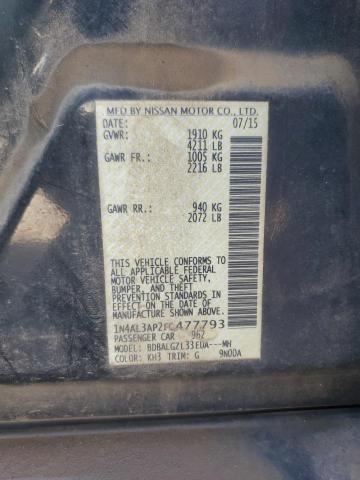 MFD BY NISSAN MOTOR CO., LTD.
DATE: 07/15
GVWR: 1910 KG
4211 LB
GAWR FR.: 1005 KG
2216 LB
GAWR RR.: 940 KG
2072 LB
THIS VEHICLE CONFORMS TO
ALL APPLICABLE FEDERAL
MOTOR VEHICLE SAFETY,
BUMPER, AND THEFT
PREVENTION STANDARDS IN
EFFECT ON THE DATE OF
MANUFACTURE SHOWN ABOVE.
1N4AL3AP2FC477793
PASSENGER CAR 962
MODEL: BDBALGZL33EUA---MH
COLOR: KH3 TRIM: G 9N0DA